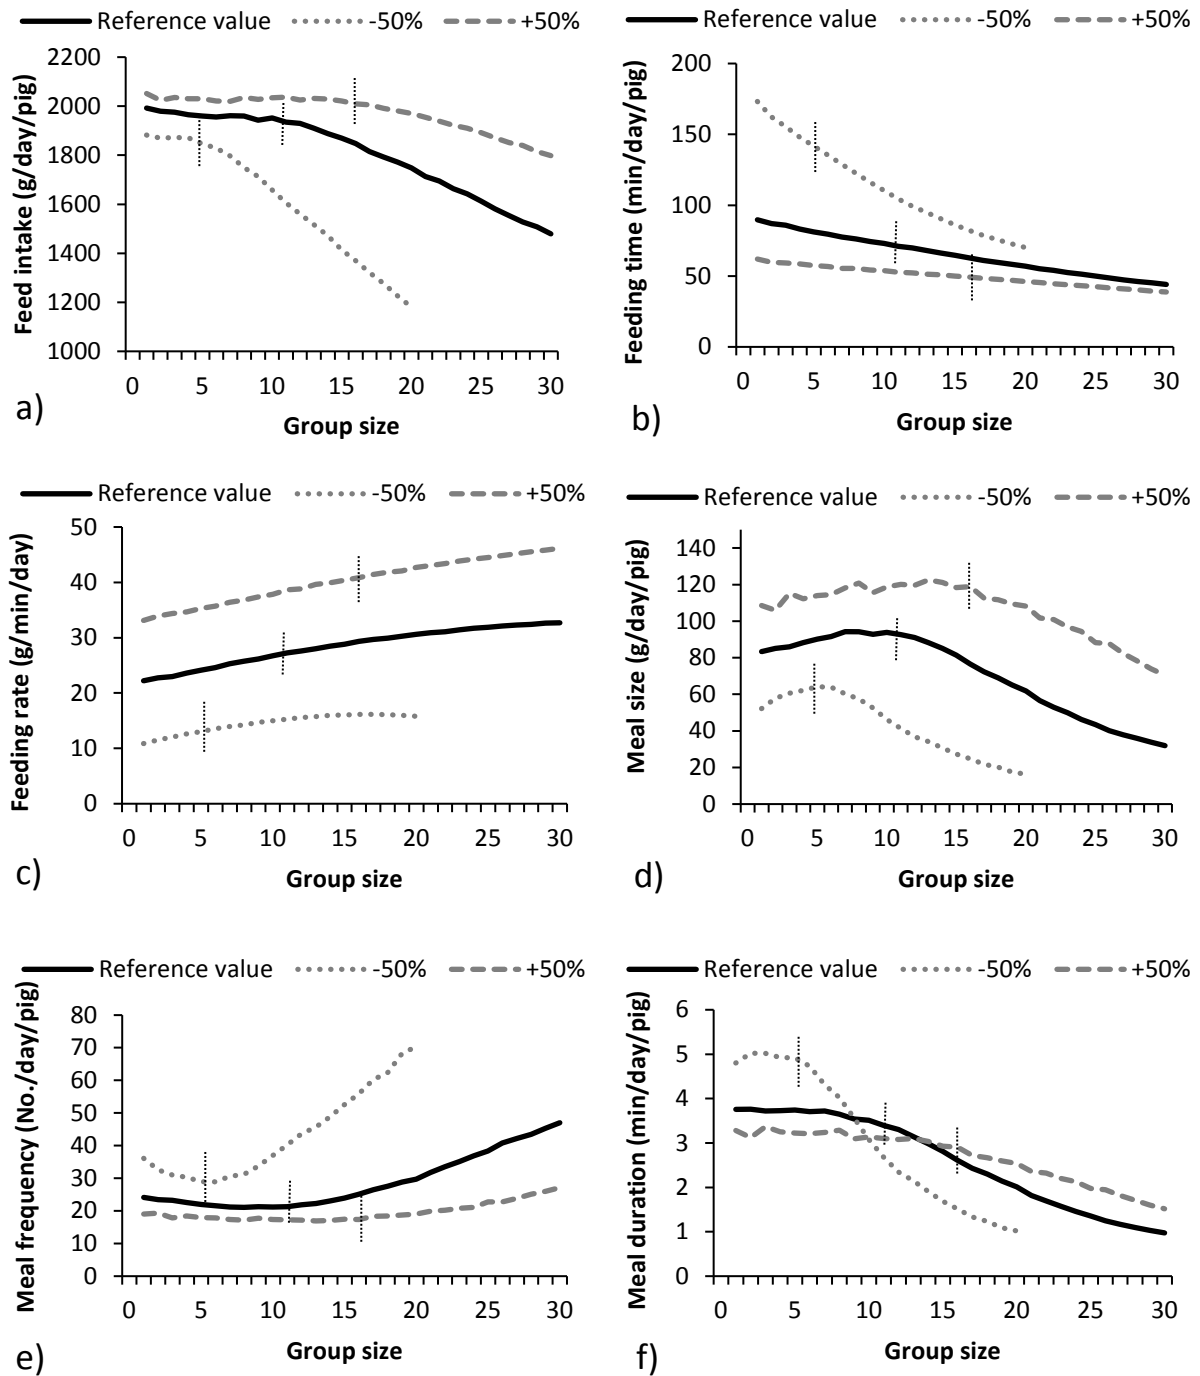 Reference value -50% +50%
Feed intake (g/day/pig)
2200
2000
1800
1600
1400
1200
1000
0 5 10 15 20 25 30
Group size
a)
Reference value -50% +50%
Feeding time (min/day/pig)
200
150
100
50
0
0 5 10 15 20 25 30
Group size
b)
Reference value -50% +50%
Feeding rate (g/min/day)
50
40
30
20
10
0
0 5 10 15 20 25 30
Group size
c)
Reference value -50% +50%
Meal size (g/day/pig)
140
120
100
80
60
40
20
0
0 5 10 15 20 25 30
Group size
d)
Reference value -50% +50%
Meal frequency (No./day/pig)
80
70
60
50
40
30
20
10
0
0 5 10 15 20 25 30
Group size
e)
Reference value -50% +50%
Meal duration (min/day/pig)
6
5
4
3
2
1
0
0 5 10 15 20 25 30
Group size
f)